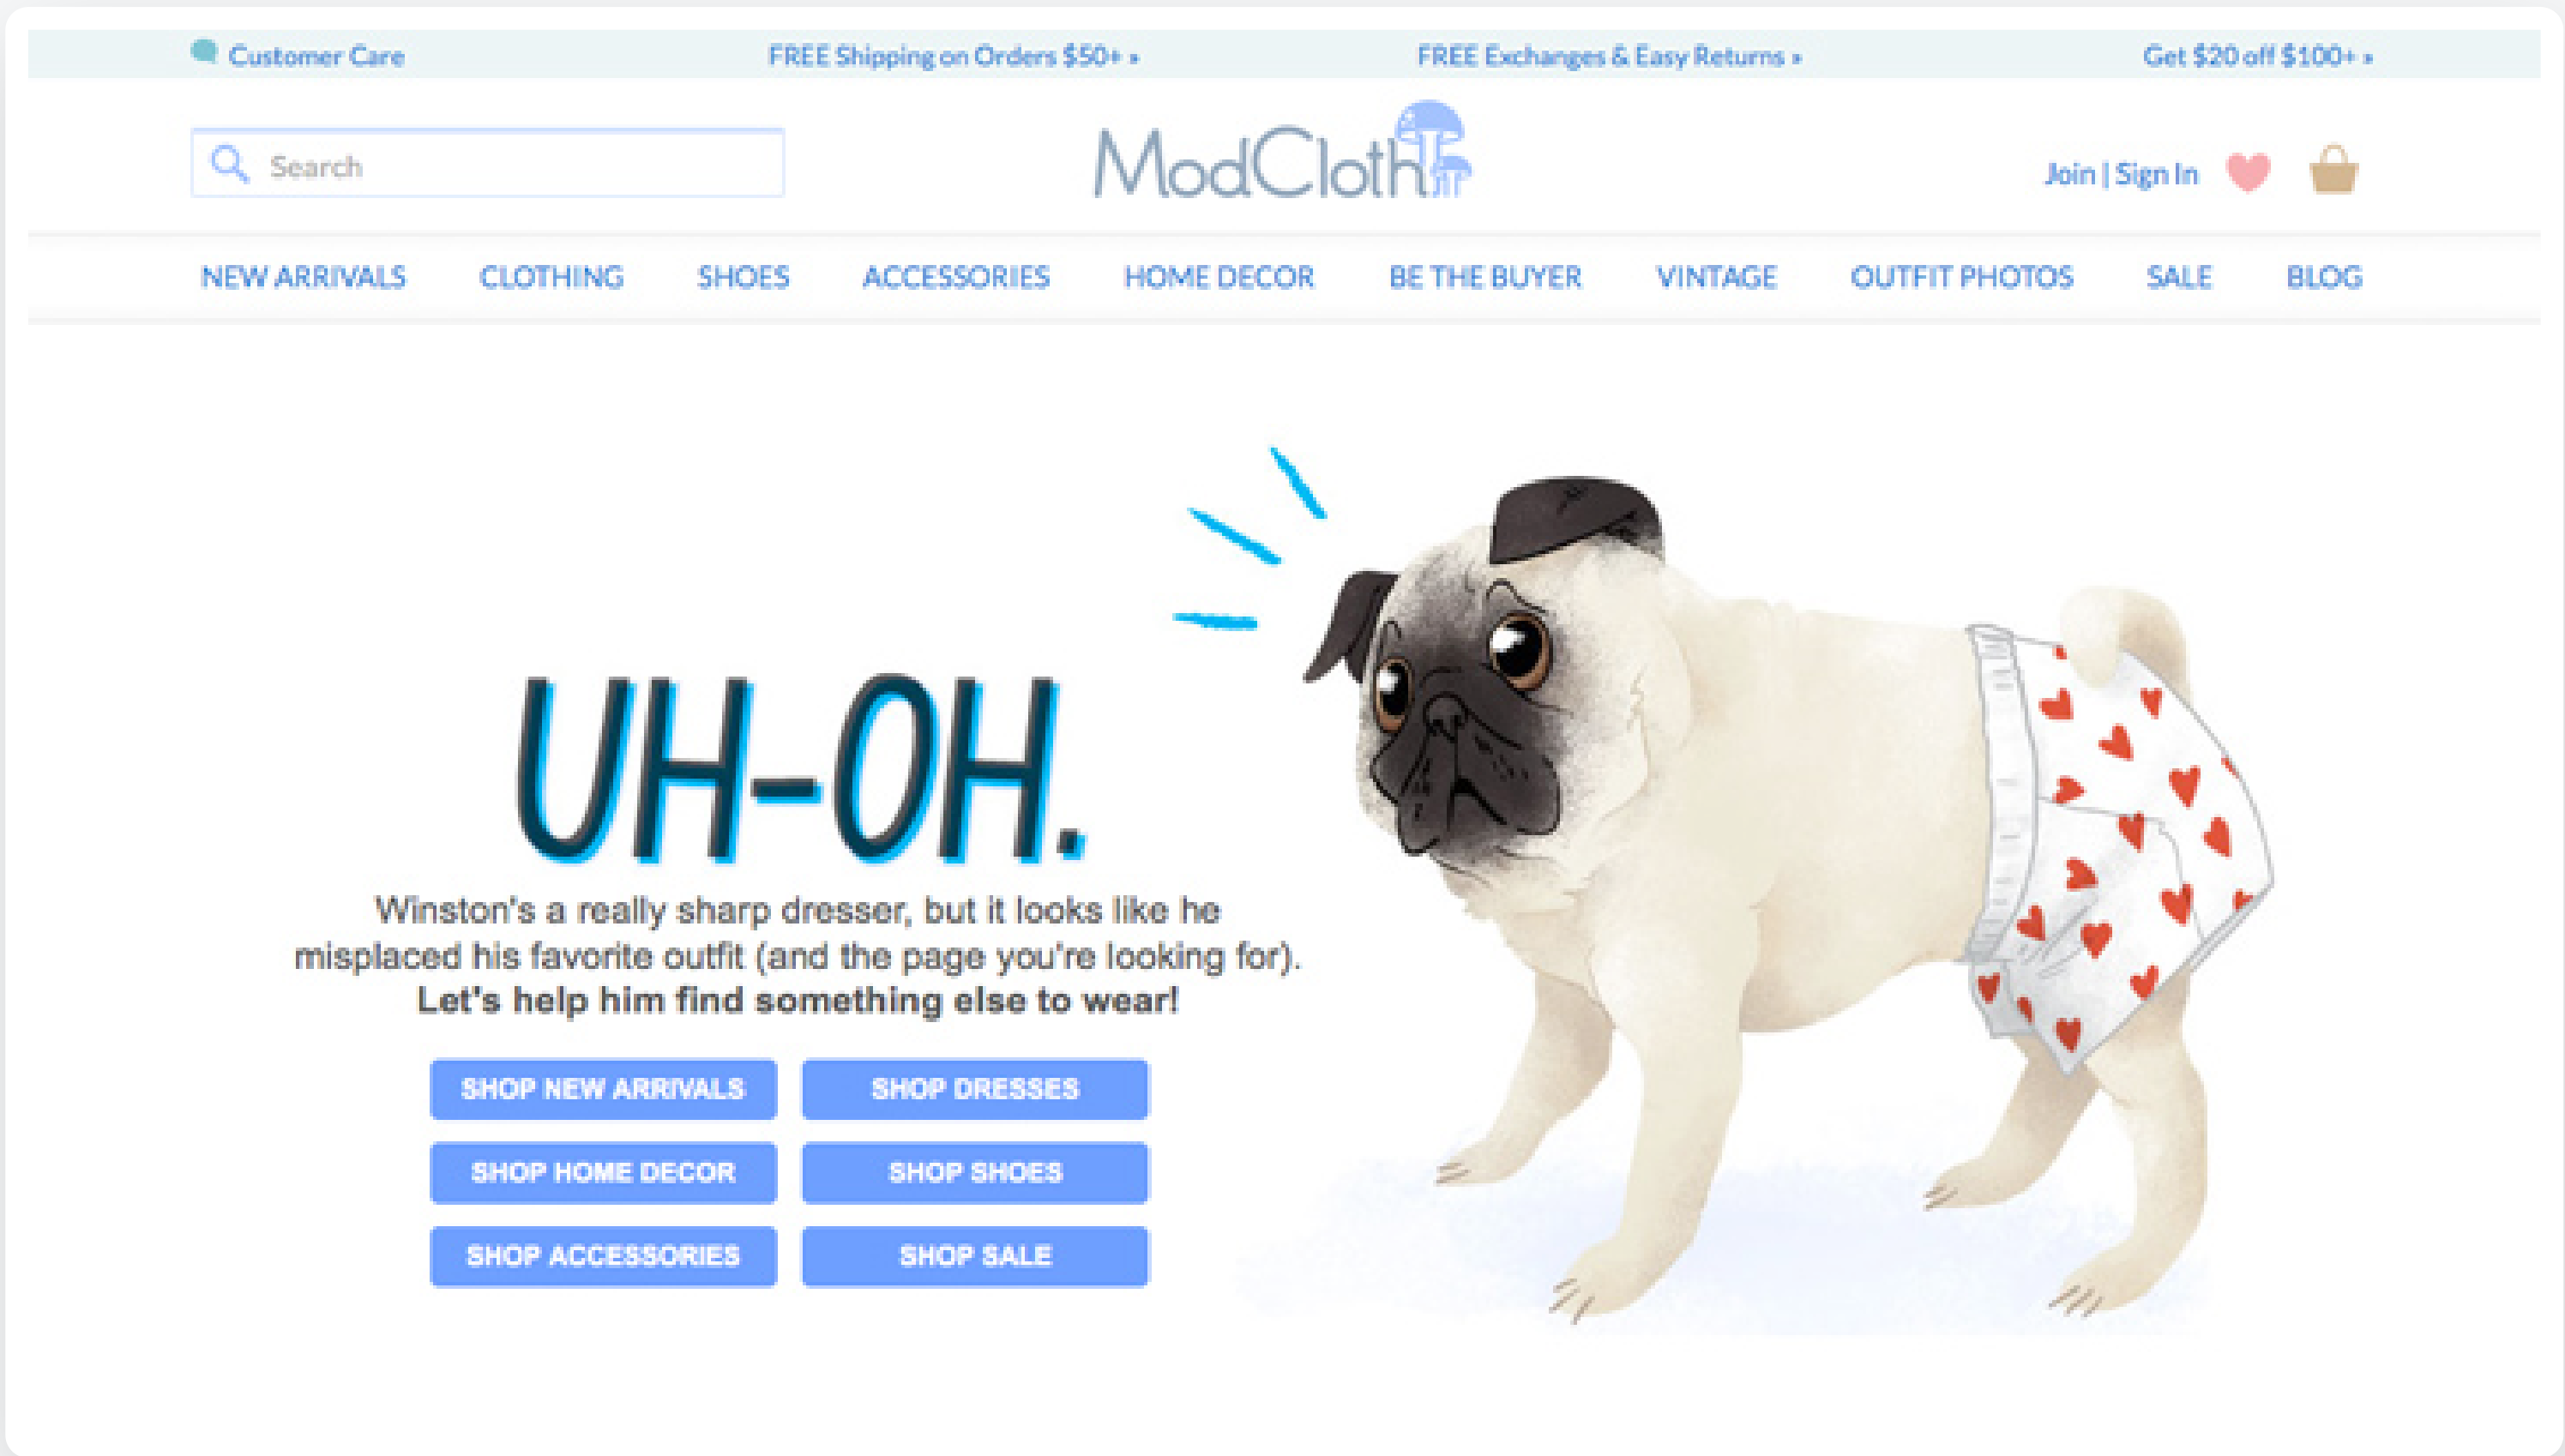 Customer Care
FREE Shipping on Orders $50+ »
FREE Exchanges & Easy Returns »
Get $20 off $100+ »
Search
ModCloth
Join | Sign In
NEW ARRIVALS
CLOTHING
SHOES
ACCESSORIES
HOME DECOR
BE THE BUYER
VINTAGE
OUTFIT PHOTOS
SALE
BLOG
UH-OH.
Winston's a really sharp dresser, but it looks like he
misplaced his favorite outfit (and the page you're looking for).
Let's help him find something else to wear!
SHOP NEW ARRIVALS
SHOP DRESSES
SHOP HOME DECOR
SHOP SHOES
SHOP ACCESSORIES
SHOP SALE